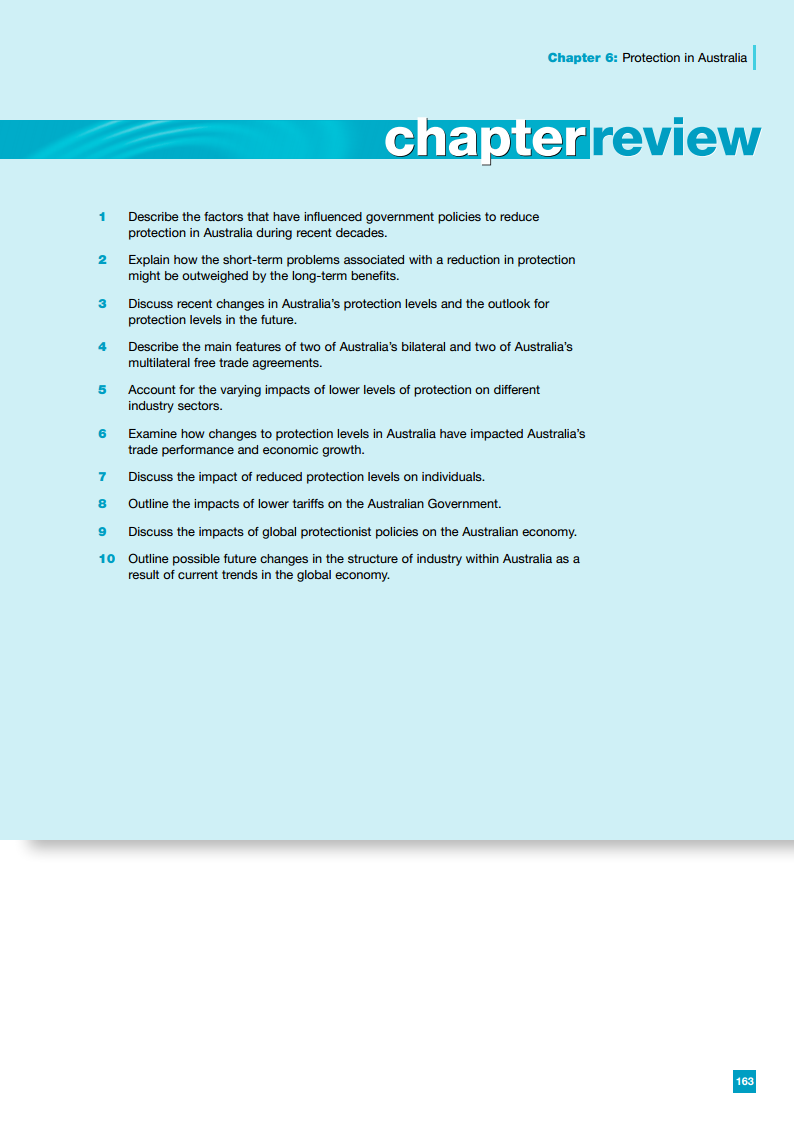 Chapter 6: Protection in Australia
chapterreview
1 Describe the factors that have influenced government policies to reduce
protection in Australia during recent decades.
2 Explain how the short-term problems associated with a reduction in protection
might be outweighed by the long-term benefits.
3 Discuss recent changes in Australia's protection levels and the outlook for
protection levels in the future.
4 Describe the main features of two of Australia's bilateral and two of Australia's
multilateral free trade agreements.
5 Account for the varying impacts of lower levels of protection on different
industry sectors.
6 Examine how changes to protection levels in Australia have impacted Australia's
trade performance and economic growth.
7 Discuss the impact of reduced protection levels on individuals.
8 Outline the impacts of lower tariffs on the Australian Government.
9 Discuss the impacts of global protectionist policies on the Australian economy.
10 Outline possible future changes in the structure of industry within Australia as a
result of current trends in the global economy.
163